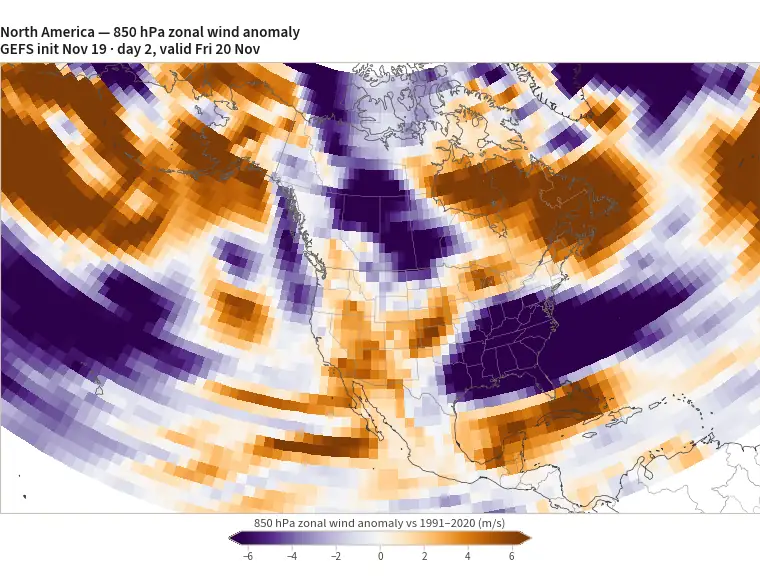 North America — 850 hPa zonal wind anomaly
GEFS init Nov 19 · day 2, valid Fri 20 Nov
850 hPa zonal wind anomaly vs 1991–2020 (m/s)
−6 −4 −2 0 2 4 6